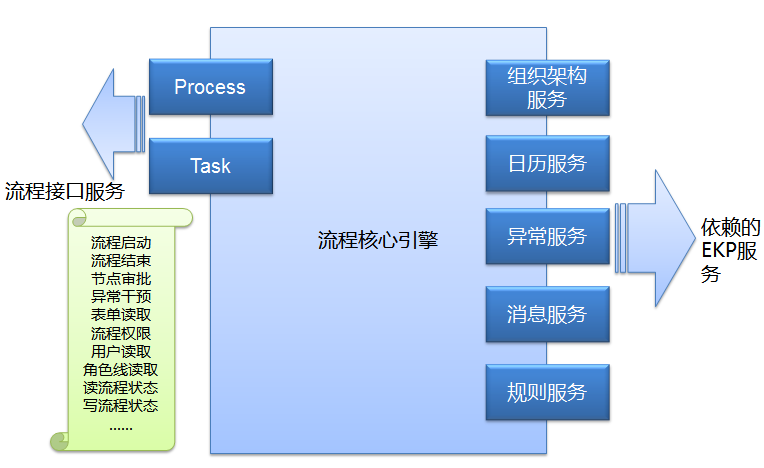 Process
Task
流程接口服务
流程启动
流程结束
节点审批
异常干预
表单读取
流程权限
用户读取
角色线读取
读流程状态
写流程状态
......
流程核心引擎
组织架构
服务
日历服务
异常服务
消息服务
规则服务
依赖的
EKP服
务